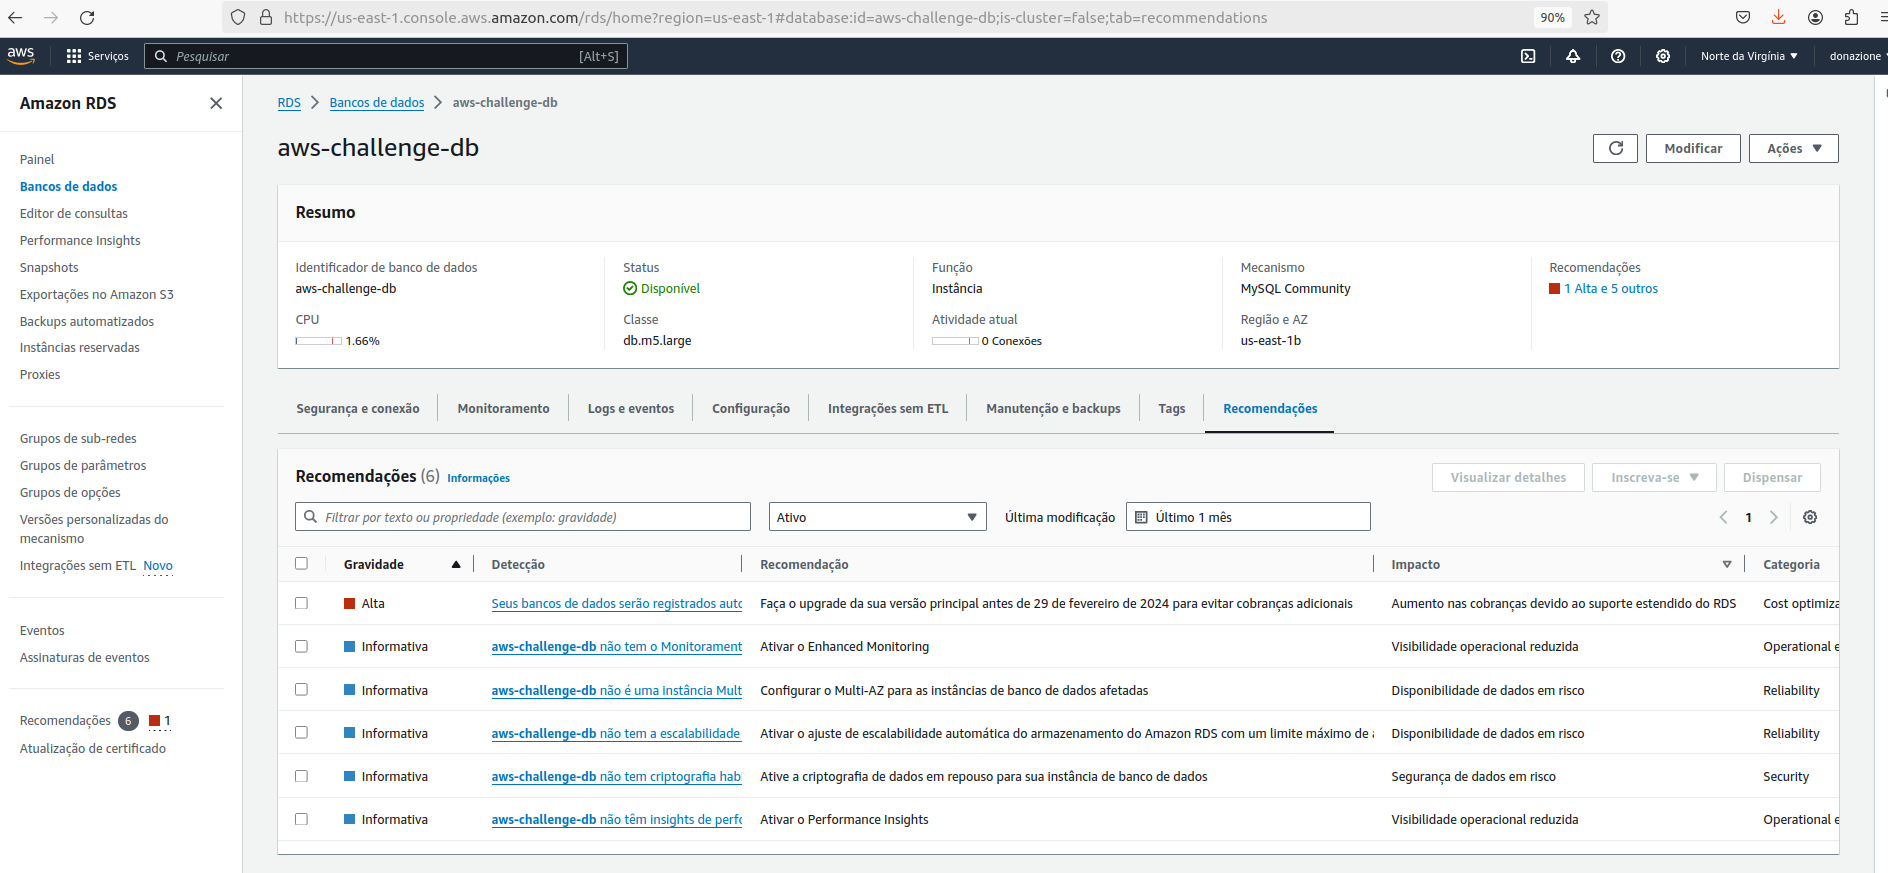 https://us-east-1.console.aws.amazon.com/rds/home?region=us-east-1#database:id=aws-challenge-db;is-cluster=false;tab=recommendations 90%
aws Serviços Pesquisar [Alt+S] Norte da Virgínia donazione
Amazon RDS
Painel
Bancos de dados
Editor de consultas
Performance Insights
Snapshots
Exportações no Amazon S3
Backups automatizados
Instâncias reservadas
Proxies
Grupos de sub-redes
Grupos de parâmetros
Grupos de opções
Versões personalizadas do
mecanismo
Integrações sem ETL Novo
Eventos
Assinaturas de eventos
Recomendações 6 1
Atualização de certificado
RDS Bancos de dados aws-challenge-db
aws-challenge-db Modificar Ações
Resumo
Identificador de banco de dados Status Função Mecanismo Recomendações
aws-challenge-db Disponível Instância MySQL Community 1 Alta e 5 outros
CPU Classe Atividade atual Região e AZ
1.66% db.m5.large 0 Conexões us-east-1b
Segurança e conexão Monitoramento Logs e eventos Configuração Integrações sem ETL Manutenção e backups Tags Recomendações
Recomendações (6) Informações Visualizar detalhes Inscreva-se Dispensar
Filtrar por texto ou propriedade (exemplo: gravidade) Ativo Última modificação Último 1 mês 1
Gravidade Detecção Recomendação Impacto Categoria
Alta Seus bancos de dados serão registrados auto Faça o upgrade da sua versão principal antes de 29 de fevereiro de 2024 para evitar cobranças adicionais Aumento nas cobranças devido ao suporte estendido do RDS Cost optimiza
Informativa aws-challenge-db não tem o Monitorament Ativar o Enhanced Monitoring Visibilidade operacional reduzida Operational e
Informativa aws-challenge-db não é uma instância Mult Configurar o Multi-AZ para as instâncias de banco de dados afetadas Disponibilidade de dados em risco Reliability
Informativa aws-challenge-db não tem a escalabilidade Ativar o ajuste de escalabilidade automática do armazenamento do Amazon RDS com um limite máximo de a Disponibilidade de dados em risco Reliability
Informativa aws-challenge-db não tem criptografia hab Ative a criptografia de dados em repouso para sua instância de banco de dados Segurança de dados em risco Security
Informativa aws-challenge-db não têm insights de perfo Ativar o Performance Insights Visibilidade operacional reduzida Operational e